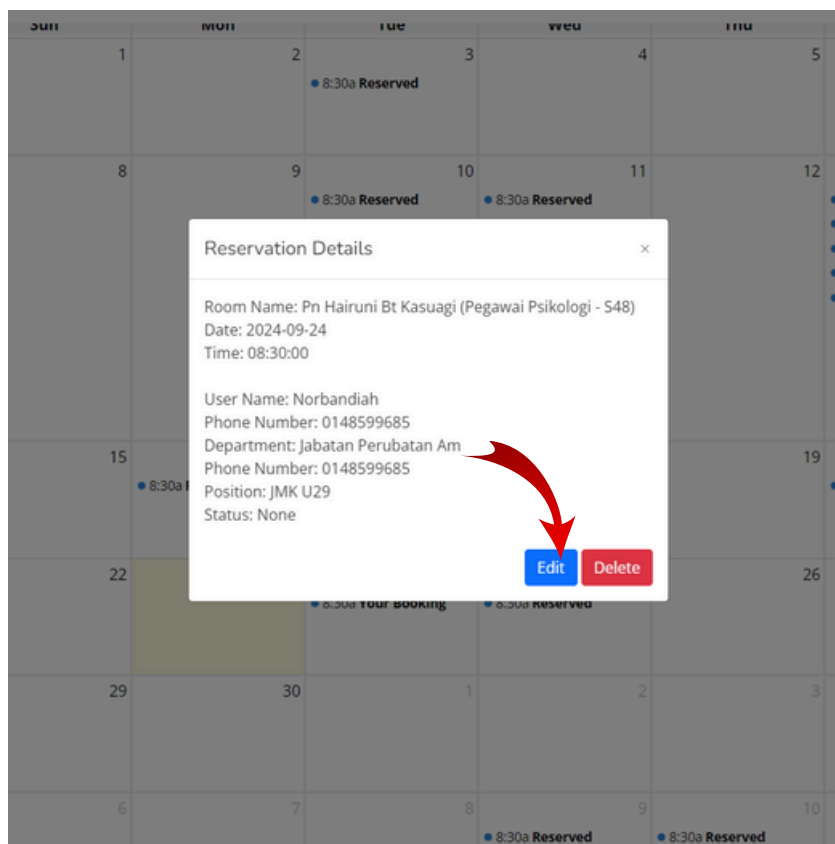 Sun Mon Tue Wed Thu
1 2 3 4 5
8:30a Reserved
8 9 10 11 12
8:30a Reserved 8:30a Reserved
Reservation Details ×
Room Name: Pn Hairuni Bt Kasuagi (Pegawai Psikologi - S48)
Date: 2024-09-24
Time: 08:30:00
User Name: Norbandiah
Phone Number: 0148599685
Department: Jabatan Perubatan Am
Phone Number: 0148599685
Position: JMK U29
Status: None
Edit Delete
15 19
8:30a
22 26
8:30a Your Booking 8:30a Reserved
29 30 1 2 3
6 7 8 9 10
8:30a Reserved 8:30a Reserved